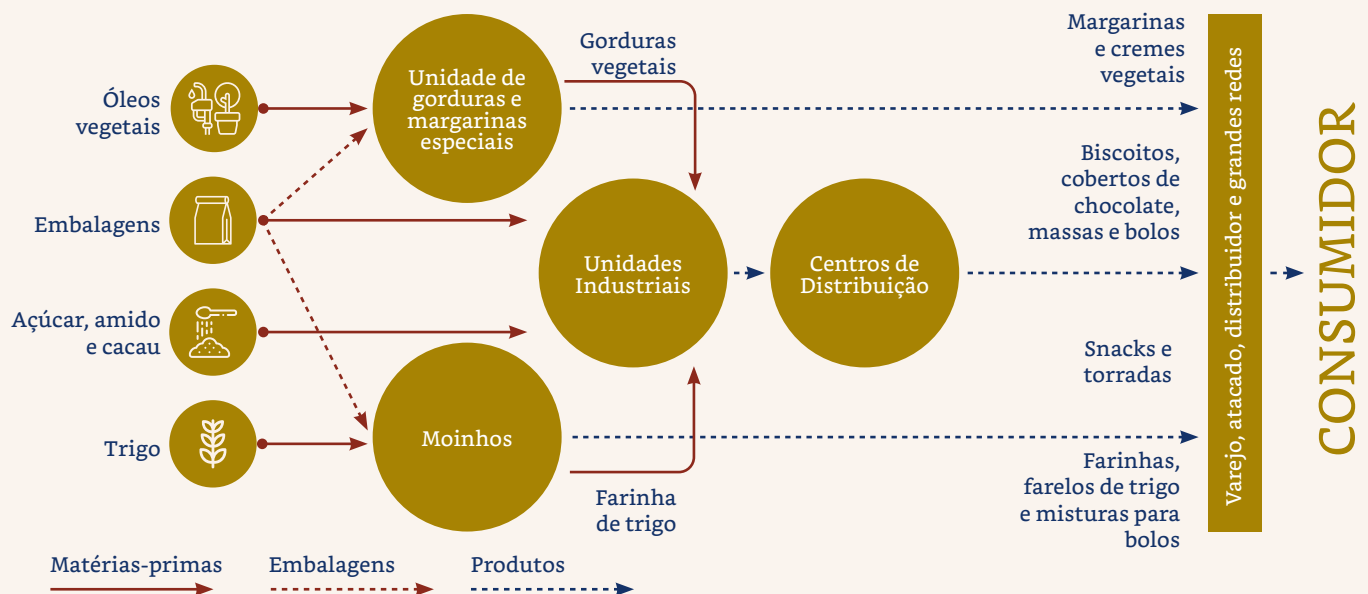 Óleos
vegetais
Embalagens
Açúcar, amido
e cacau
Trigo
Unidade de
gorduras e
margarinas
especiais
Moinhos
Gorduras
vegetais
Farinha
de trigo
Unidades
Industriais
Centros de
Distribuição
Margarinas
e cremes
vegetais
Biscoitos,
cobertos de
chocolate,
massas e bolos
Snacks e
torradas
Farinhas,
farelos de trigo
e misturas para
bolos
Varejo, atacado, distribuidor e grandes redes
CONSUMIDOR
Matérias-primas
Embalagens
Produtos